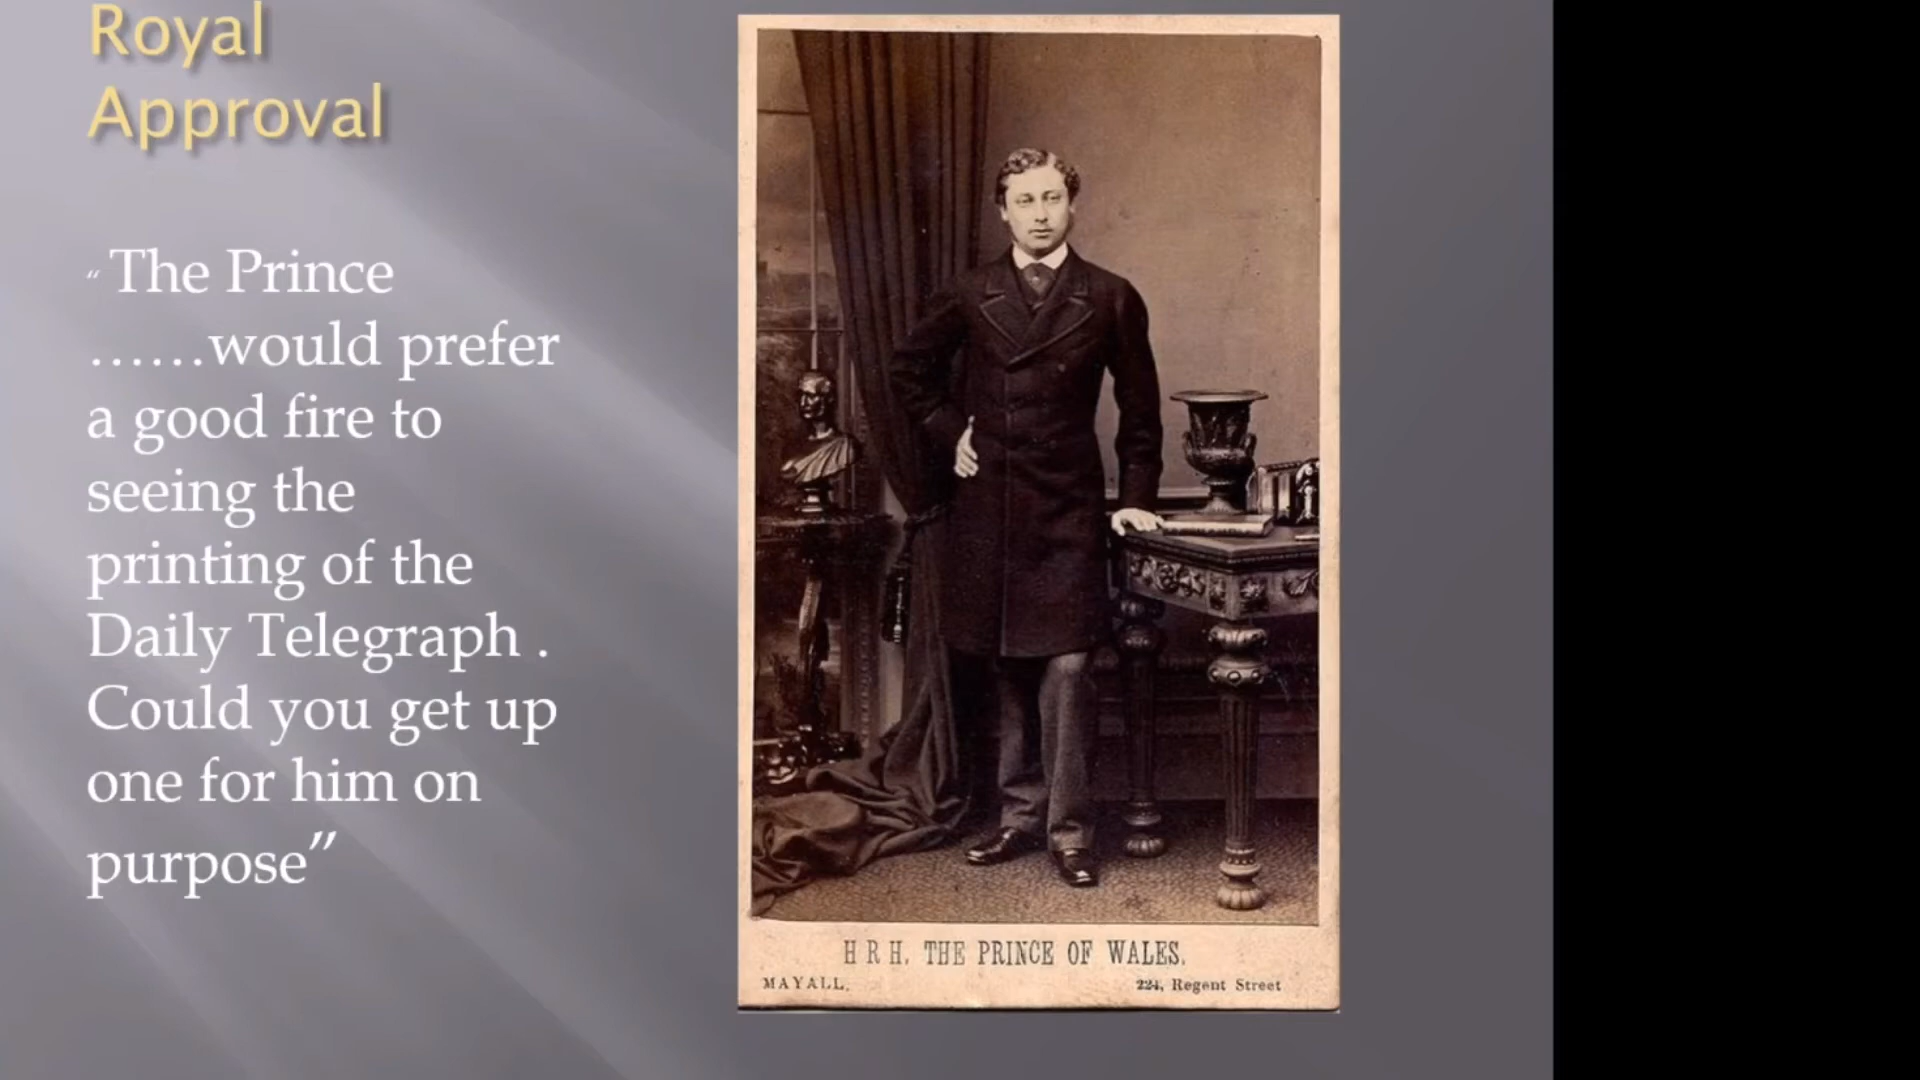 Royal
Approval
“ The Prince
……would prefer
a good fire to
seeing the
printing of the
Daily Telegraph .
Could you get up
one for him on
purpose”
H R H. THE PRINCE OF WALES.
MAYALL. 224, Regent Street